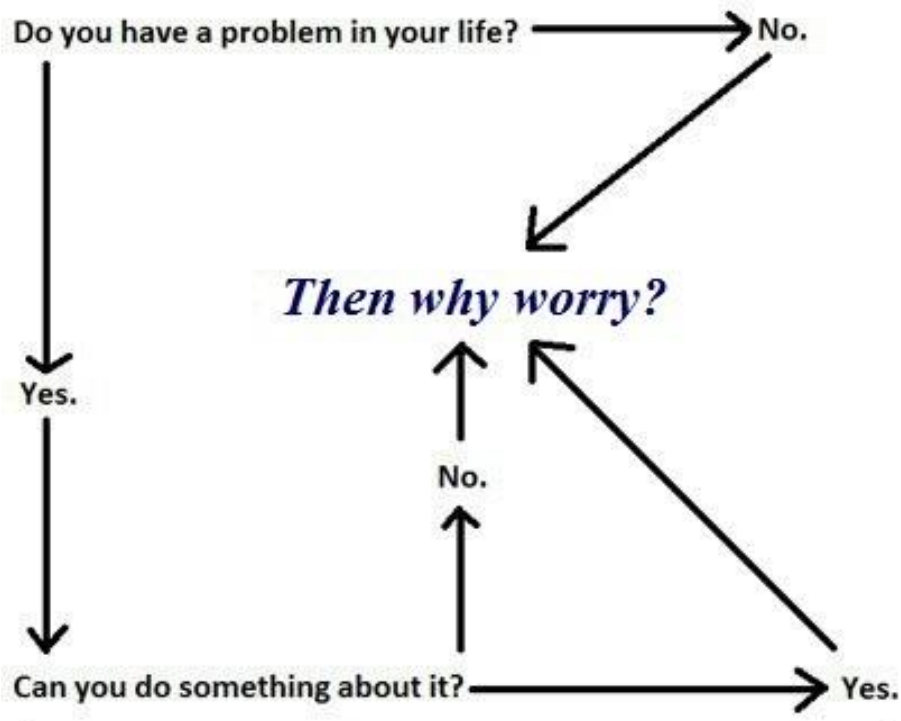 Do you have a problem in your life?
No.
Then why worry?
Yes.
No.
Can you do something about it?
Yes.